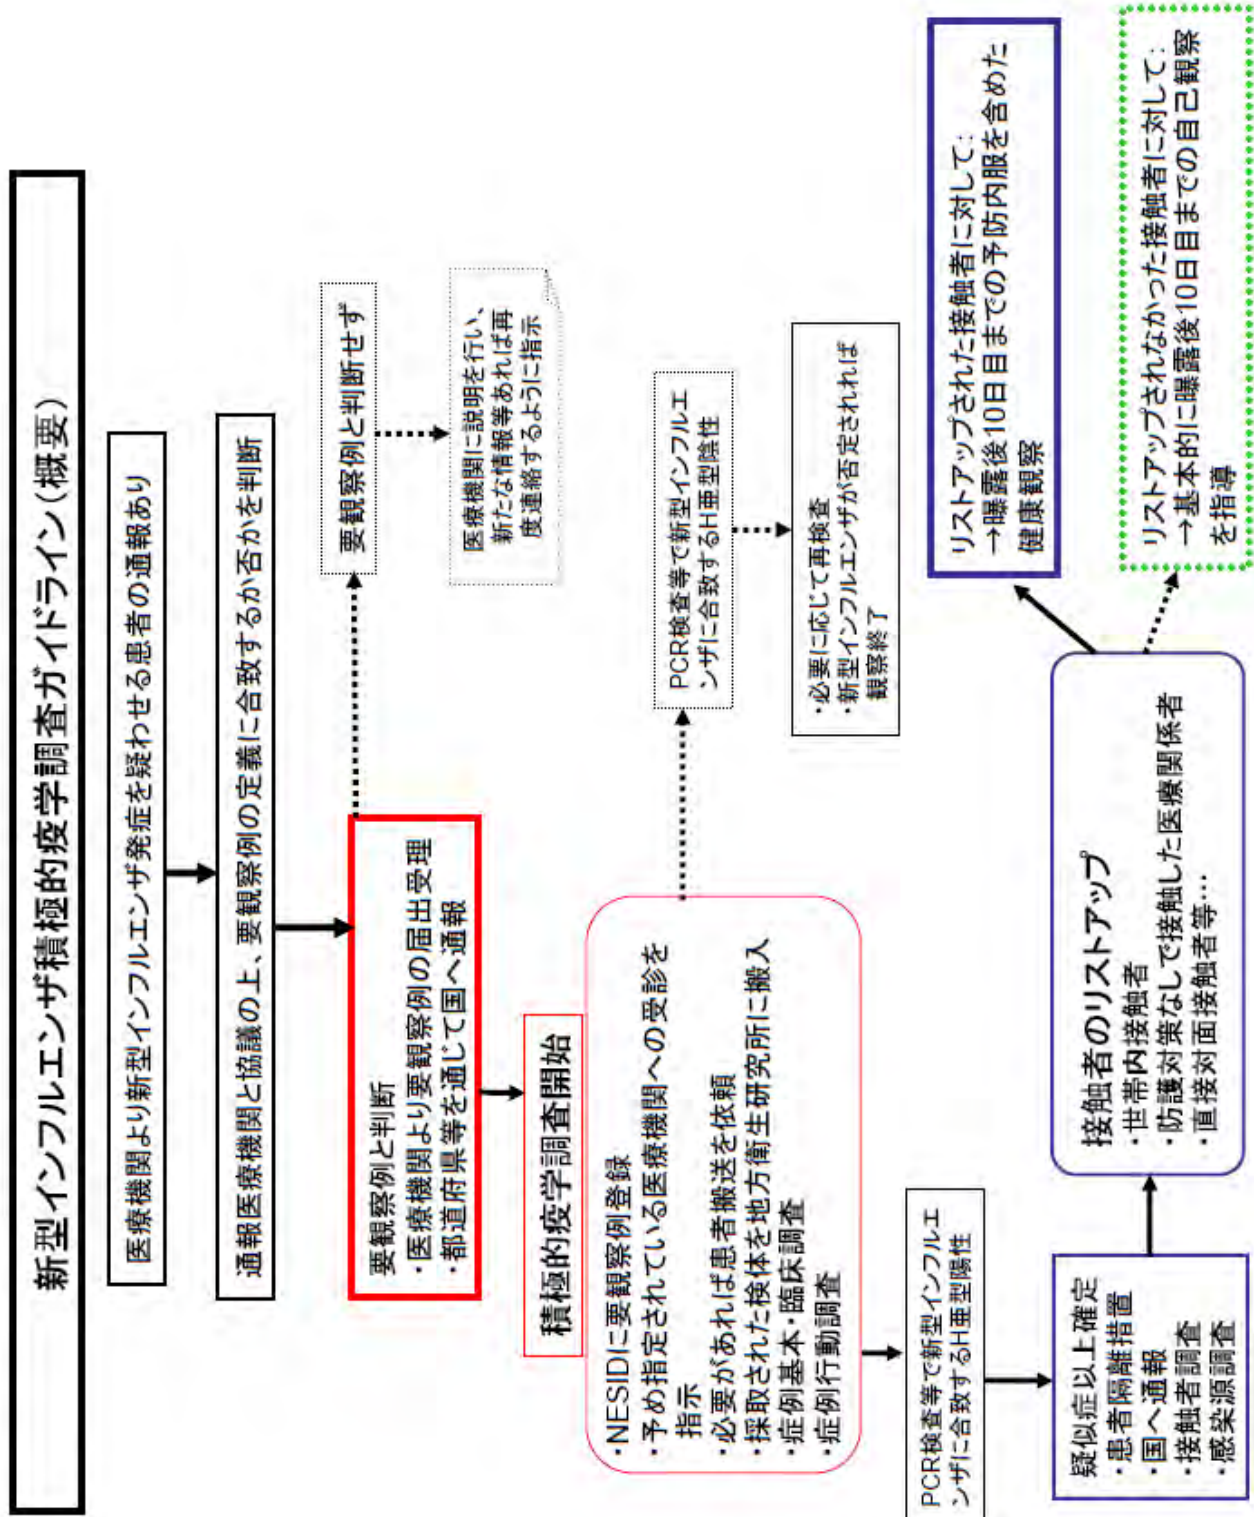 新型インフルエンザ積極的疫学調査ガイドライン(概要)
医療機関より新型インフルエンザ発症を疑わせる患者の通報あり
通報医療機関と協議の上、要観察例の定義に合致するか否かを判断
要観察例と判断
・医療機関より要観察例の届出受理
・都道府県等を通じて国へ通報
要観察例と判断せず
医療機関に説明を行い、
新たな情報等あれば再
度連絡するように指示
積極的疫学調査開始
・NESIDに要観察例登録
・予め指定されている医療機関への受診を
指示
・必要があれば患者搬送を依頼
・採取された検体を地方衛生研究所に搬入
・症例基本・臨床調査
・症例行動調査
PCR検査等で新型インフルエ
ンザに合致するH亜型陰性
・必要に応じて再検査
・新型インフルエンザが否定されれば
観察終了
PCR検査等で新型インフルエ
ンザに合致するH亜型陽性
疑似症以上確定
・患者隔離措置
・国へ通報
・接触者調査
・感染源調査
接触者のリストアップ
・世帯内接触者
・防護対策なしで接触した医療関係者
・直接対面接触者等…
リストアップされた接触者に対して:
→曝露後10日目までの予防内服を含めた
健康観察
リストアップされなかった接触者に対して:
→基本的に曝露後10日目までの自己観察
を指導